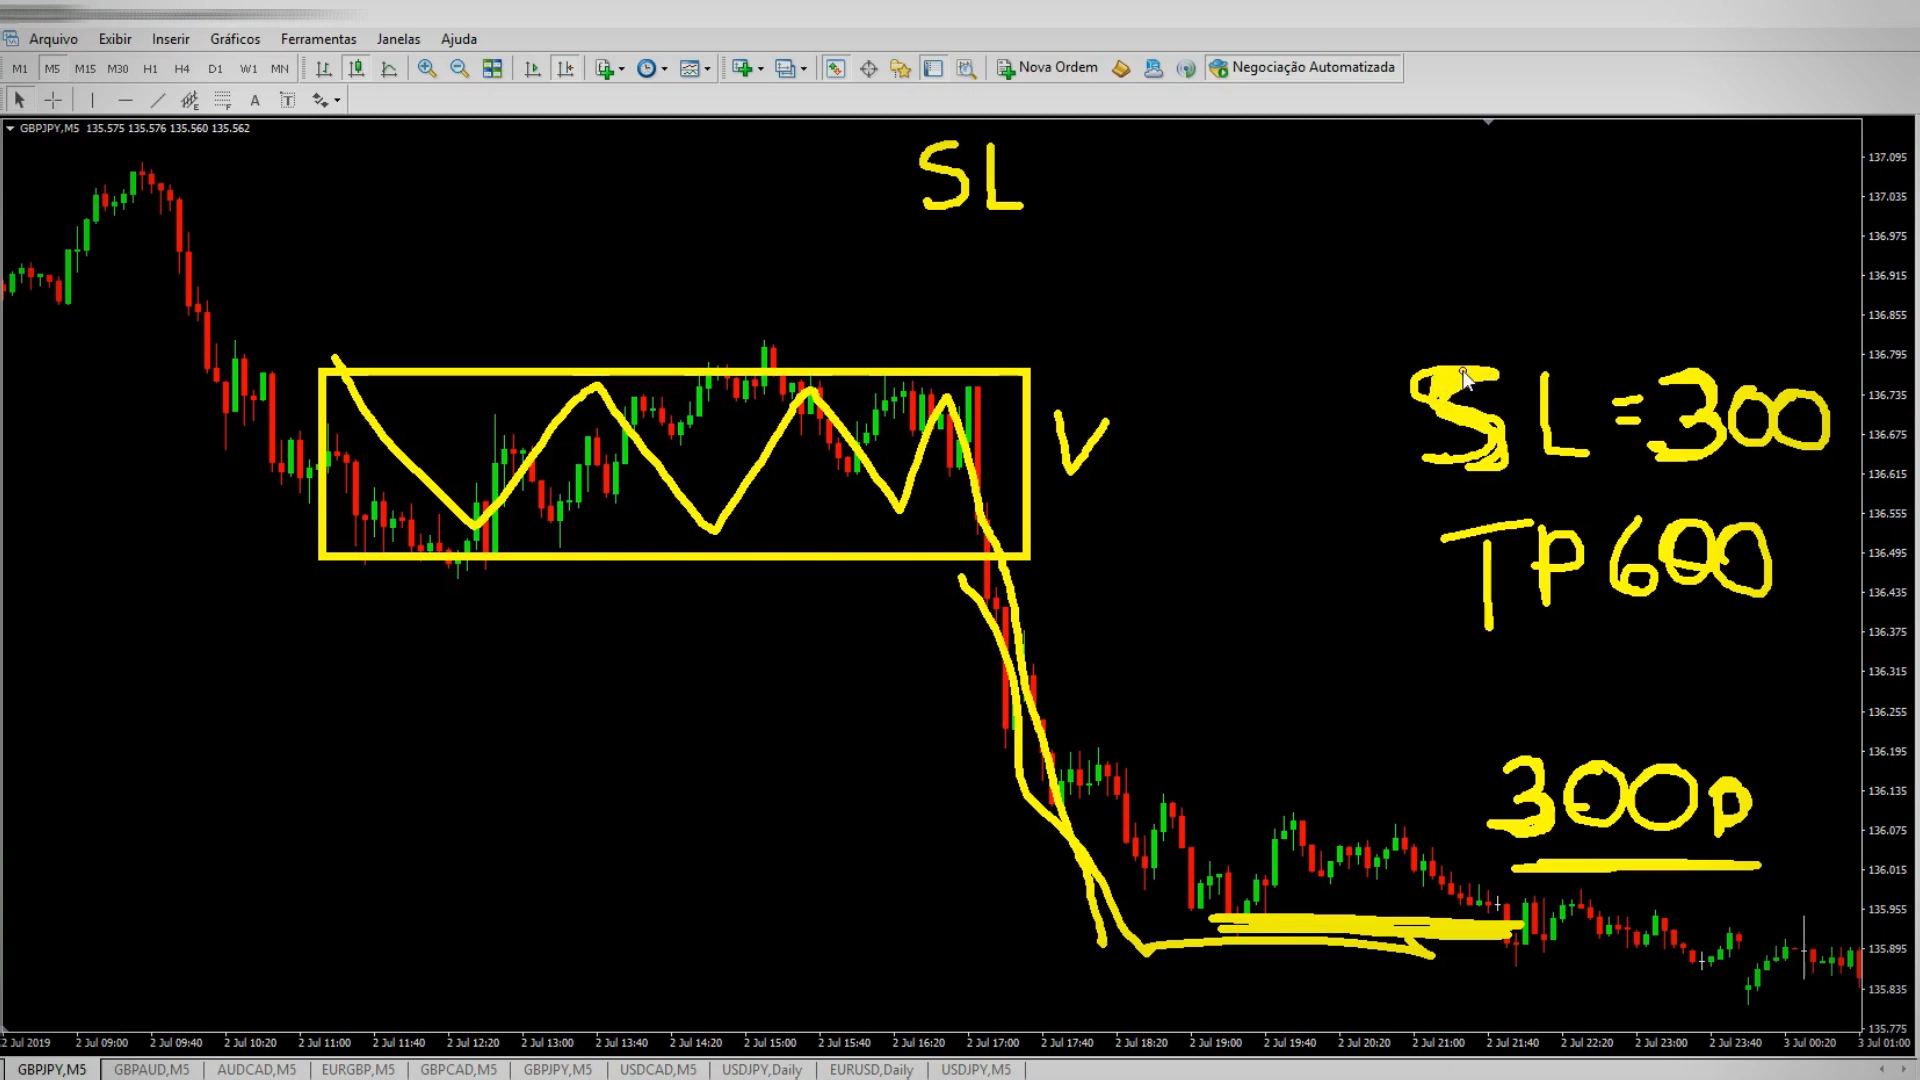 Arquivo Exibir Inserir Gráficos Ferramentas Janelas Ajuda
M1 M5 M15 M30 H1 H4 D1 W1 MN Nova Ordem Negociação Automatizada
A T
GBPJPY,M5 135.575 135.576 135.560 135.562
SL
SL=300
TP600
300p
137.095
137.035
136.975
136.915
136.855
136.795
136.735
136.675
136.615
136.555
136.495
136.435
136.375
136.315
136.255
136.195
136.135
136.075
136.015
135.955
135.895
135.835
135.775
2 Jul 2019 2 Jul 09:00 2 Jul 09:40 2 Jul 10:20 2 Jul 11:00 2 Jul 11:40 2 Jul 12:20 2 Jul 13:00 2 Jul 13:40 2 Jul 14:20 2 Jul 15:00 2 Jul 15:40 2 Jul 16:20 2 Jul 17:00 2 Jul 17:40 2 Jul 18:20 2 Jul 19:00 2 Jul 19:40 2 Jul 20:20 2 Jul 21:00 2 Jul 21:40 2 Jul 22:20 2 Jul 23:00 2 Jul 23:40 3 Jul 00:20 3 Jul 01:00
GBPJPY,M5 GBPAUD,M5 AUDCAD,M5 EURGBP,M5 GBPCAD,M5 GBPJPY,M5 USDCAD,M5 USDJPY,Daily EURUSD,Daily USDJPY,M5